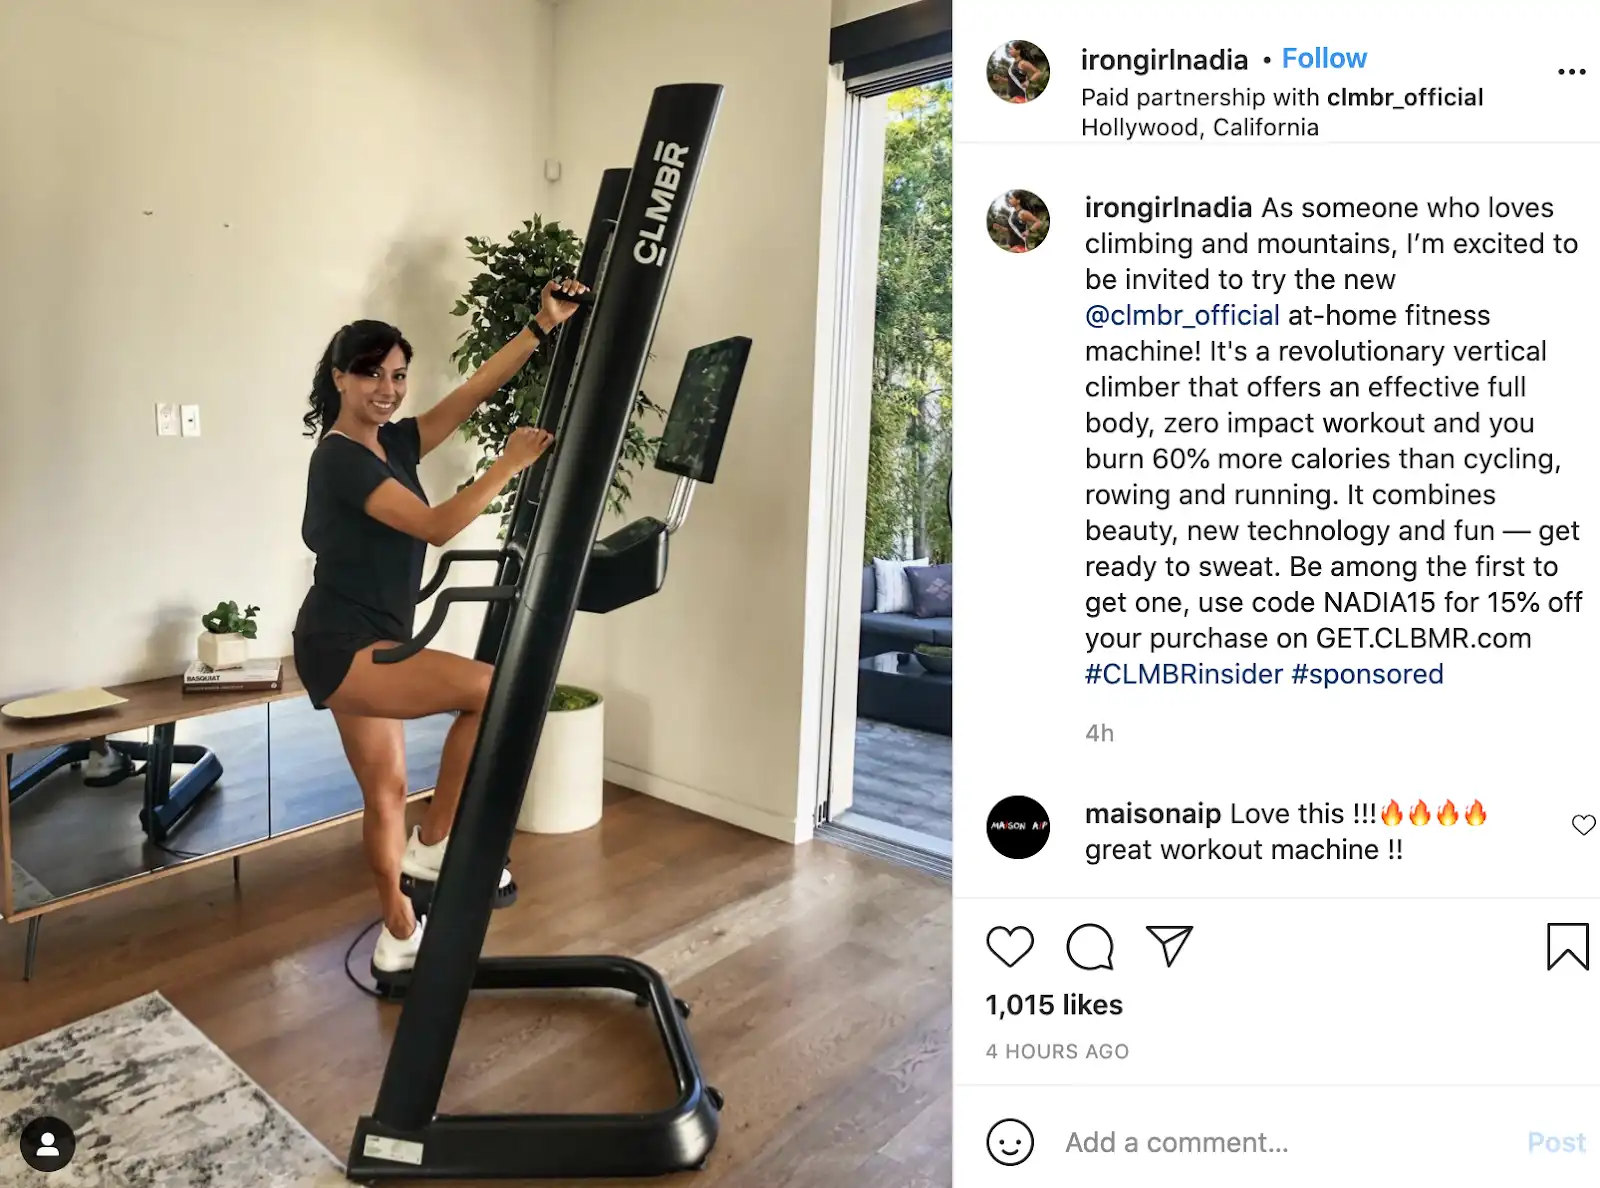 CLMBR
BASQUIAT
irongirlnadia • Follow
Paid partnership with clmbr_official
Hollywood, California
irongirlnadia As someone who loves
climbing and mountains, I’m excited to
be invited to try the new
@clmbr_official at-home fitness
machine! It's a revolutionary vertical
climber that offers an effective full
body, zero impact workout and you
burn 60% more calories than cycling,
rowing and running. It combines
beauty, new technology and fun — get
ready to sweat. Be among the first to
get one, use code NADIA15 for 15% off
your purchase on GET.CLBMR.com
#CLMBRinsider #sponsored
4h
MAISON AIP
maisonaip Love this !!!🔥🔥🔥🔥
great workout machine !!
1,015 likes
4 HOURS AGO
Add a comment...
Post